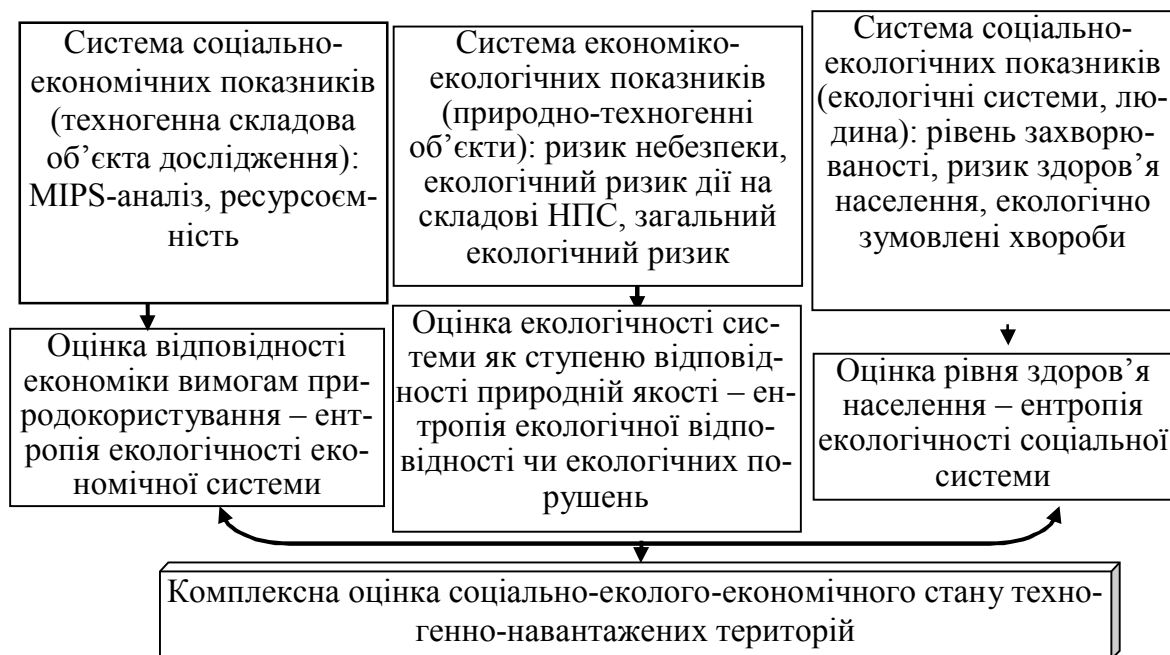 Система соціально-
економічних показників
(техногенна складова
об’єкта дослідження):
MIPS-аналіз, ресурсоєм-
ність
Система економіко-
екологічних показників
(природно-техногенні
об’єкти): ризик небезпеки,
екологічний ризик дії на
складові НПС, загальний
екологічний ризик
Система соціально-
екологічних показників
(екологічні системи, лю-
дина): рівень захворю-
ваності, ризик здоров’я
населення, екологічно
зумовлені хвороби
Оцінка відповідності
економіки вимогам при-
родокористування – ент-
ропія екологічності еко-
номічної системи
Оцінка екологічності сис-
теми як ступеню відповід-
ності природній якості – ен-
тропія екологічної відпо-
відності чи екологічних по-
рушень
Оцінка рівня здоров’я
населення – ентропія
екологічності соціальної
системи
Комплексна оцінка соціально-еколого-економічного стану техно-
генно-навантажених територій